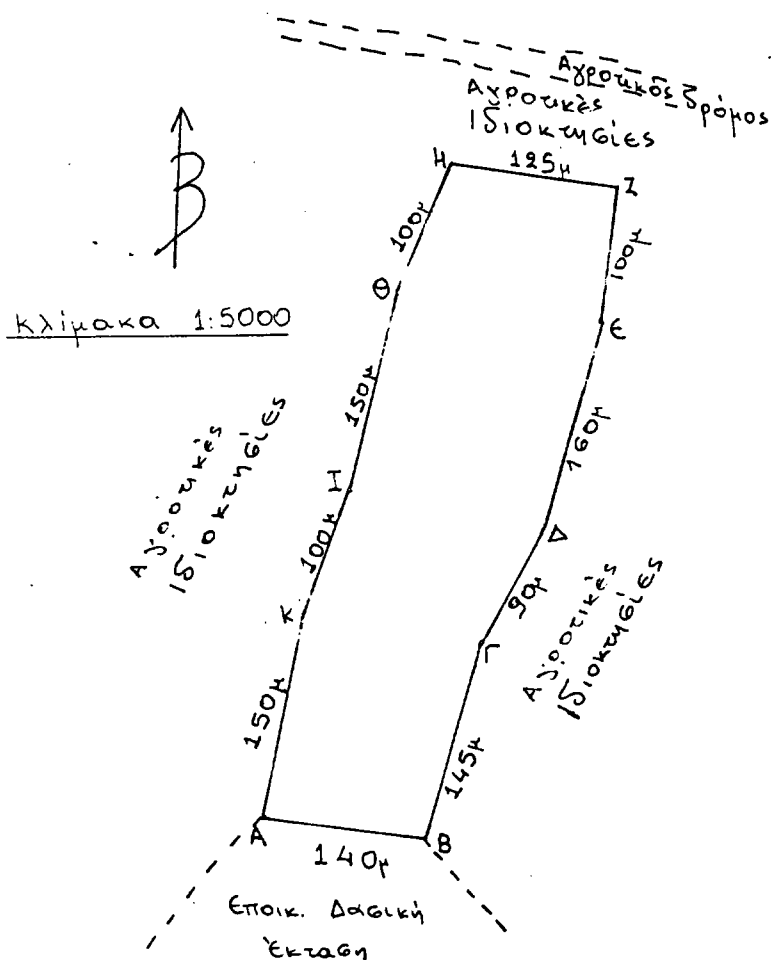 Αγροτικός δρόμος
Αγροτικές
Ιδιοκτησίες
Η
125μ
Ζ
Β
100μ
100μ
Θ
Ε
κλίμακα 1:5000
150μ
160μ
Αγροτικές
Ιδιοκτησίες
Ι
Δ
100μ
90μ
Κ
Γ
Αγροτικές
Ιδιοκτησίες
150μ
145μ
Α
Β
140μ
Εποικ. Δασική
Έκταση